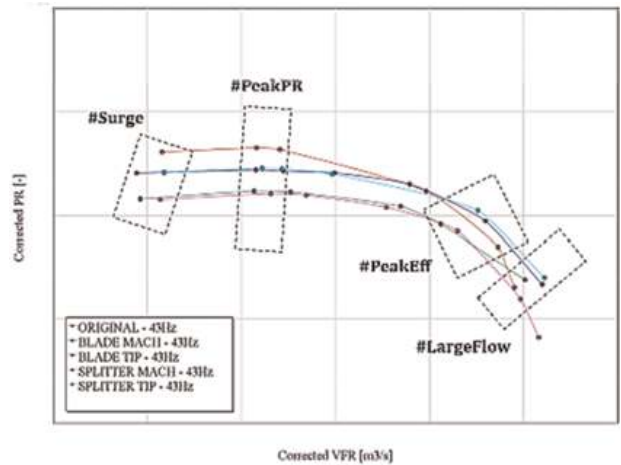 #PeakPR
#Surge
Corrected PR [-]
#PeakEff
#LargeFlow
ORIGINAL - 43Hz
BLADE MACH - 43Hz
BLADE TIP - 43Hz
SPLITTER MACH - 43Hz
SPLITTER TIP - 43Hz
Corrected VFR [m3/s]